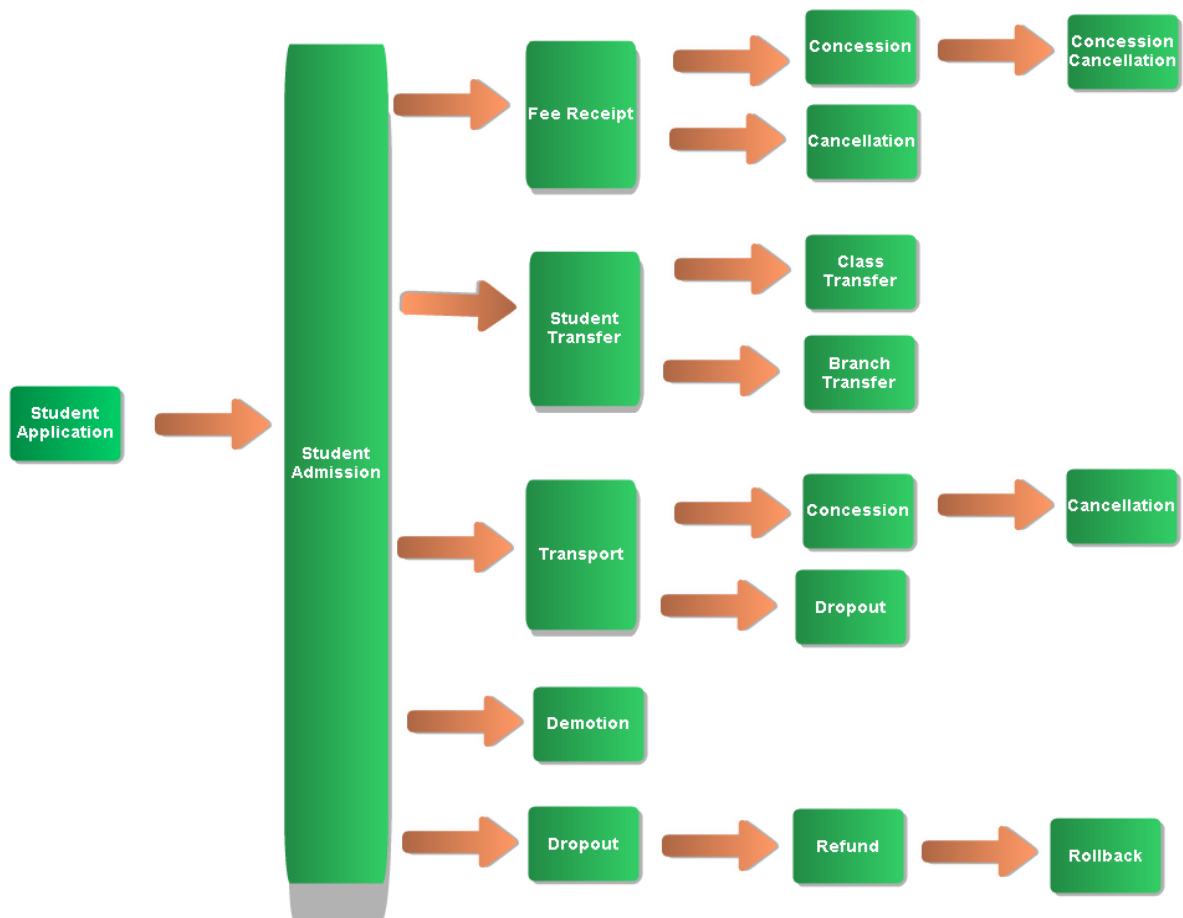 Concession
Concession
Cancellation
Fee Receipt
Cancellation
Class
Transfer
Student
Transfer
Branch
Transfer
Student
Application
Student
Admission
Concession
Cancellation
Transport
Dropout
Demotion
Dropout
Refund
Rollback